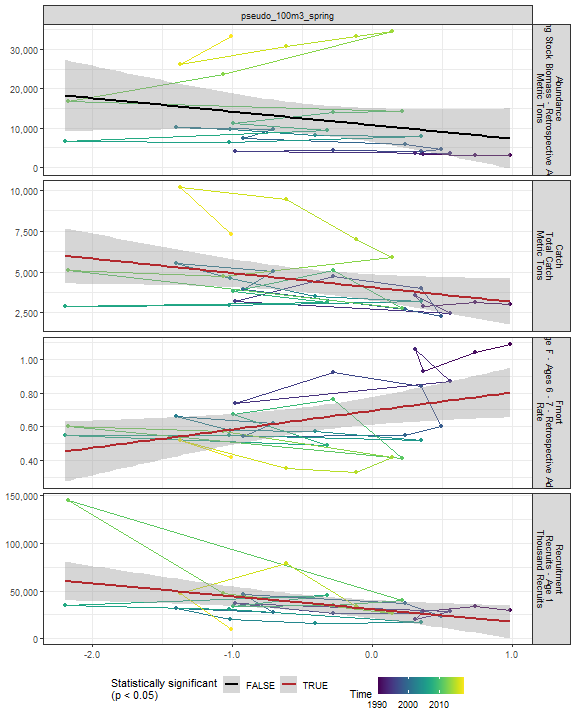 pseudo_100m3_spring
30,000
20,000
10,000
0
Abundance
Stock Biomass - Retrospective
Metric Tons
10,000
7,500
5,000
2,500
Catch
Total Catch
Metric Tons
1.00
0.80
0.60
0.40
Fmort
F - Ages 6 - 7 - Retrospective
Rate
150,000
100,000
50,000
0
Recruitment
Recruits - Age 1
Thousand Recruits
-2.0
-1.0
0.0
1.0
Statistically significant
(p < 0.05)
FALSE
TRUE
Time
1990
2000
2010